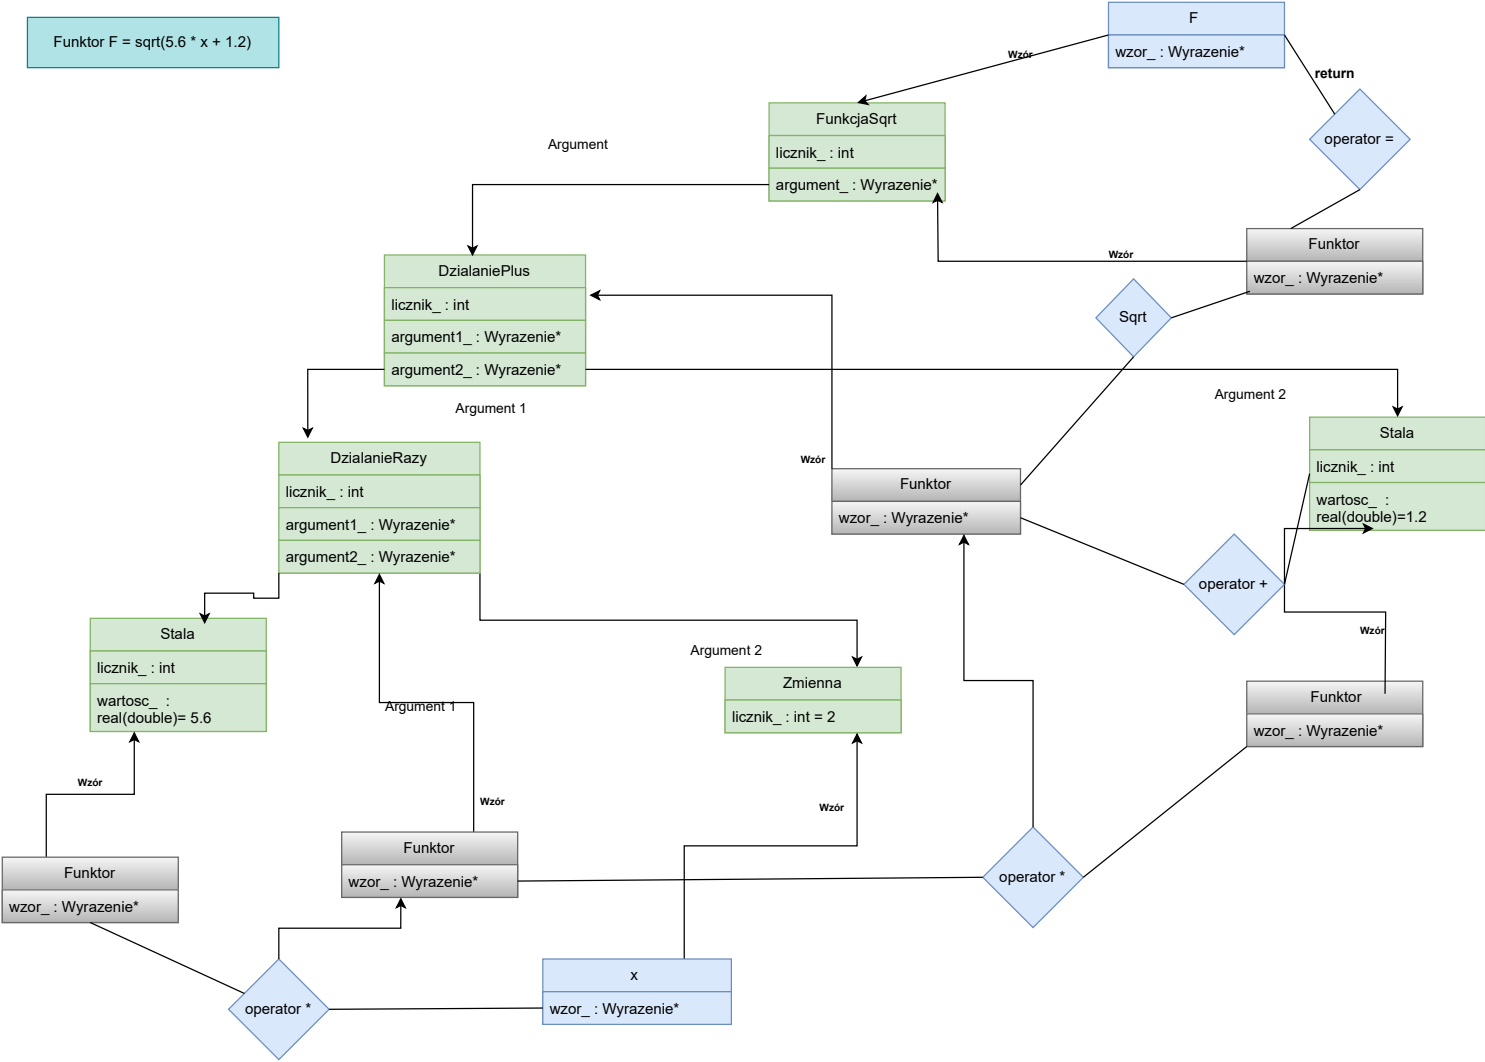 Funktor F = sqrt(5.6 * x + 1.2)
F
wzor_ : Wyrazenie*
Wzór
return
operator =
FunkcjaSqrt
licznik_ : int
argument_ : Wyrazenie*
Argument
Funktor
wzor_ : Wyrazenie*
Wzór
Sqrt
DzialaniePlus
licznik_ : int
argument1_ : Wyrazenie*
argument2_ : Wyrazenie*
Argument 1
Argument 2
Stala
licznik_ : int
wartosc_ :
real(double)=1.2
DzialanieRazy
licznik_ : int
argument1_ : Wyrazenie*
argument2_ : Wyrazenie*
Wzór
Funktor
wzor_ : Wyrazenie*
operator +
Wzór
Stala
licznik_ : int
wartosc_ :
real(double)= 5.6
Argument 1
Argument 2
Zmienna
licznik_ : int = 2
Funktor
wzor_ : Wyrazenie*
Wzór
Wzór
Wzór
Funktor
wzor_ : Wyrazenie*
Funktor
wzor_ : Wyrazenie*
operator *
operator *
x
wzor_ : Wyrazenie*